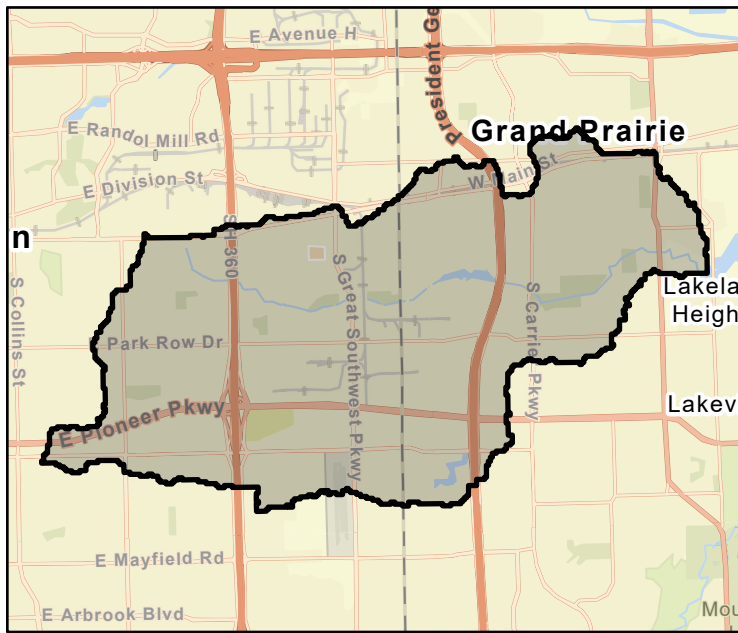 E Avenue H
President Ge
E Randol Mill Rd
Grand Prairie
E Division St
W Main St
n
SH 360
S Collins St
S Great Southwest Pkwy
S Carrier Pkwy
Lakela
Heigh
Park Row Dr
E Pioneer Pkwy
Lakev
E Mayfield Rd
E Arbrook Blvd
Mou